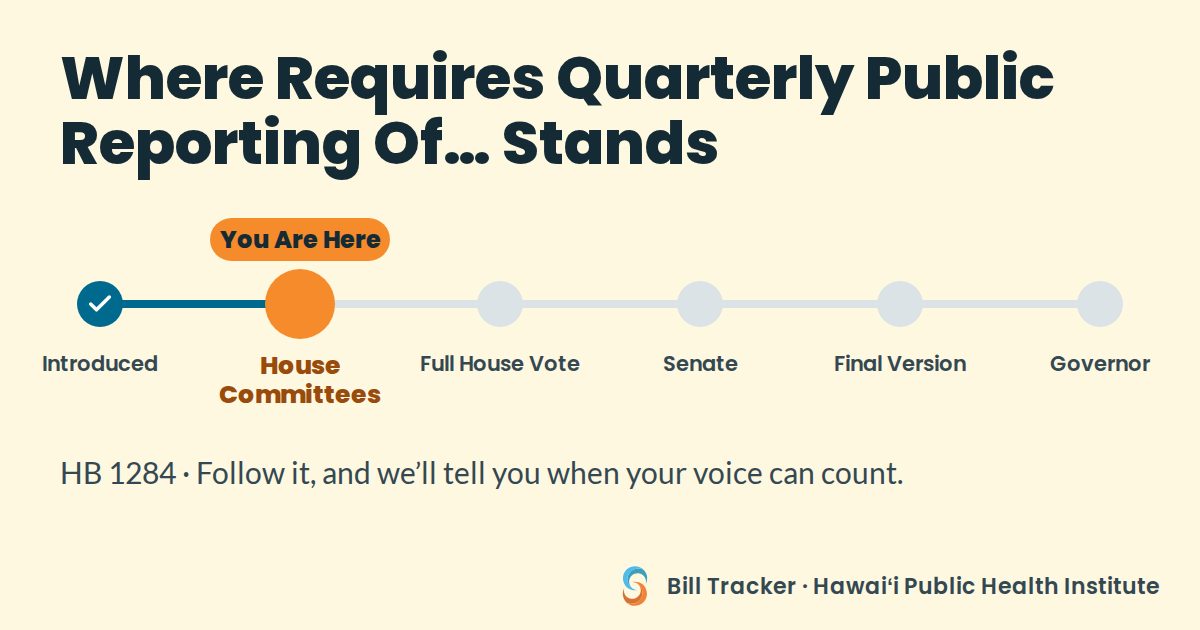 Where Requires Quarterly Public
Reporting Of... Stands
You Are Here
Introduced
House
Committees
Full House Vote
Senate
Final Version
Governor
HB 1284 · Follow it, and we’ll tell you when your voice can count.
Bill Tracker · Hawaiʻi Public Health Institute